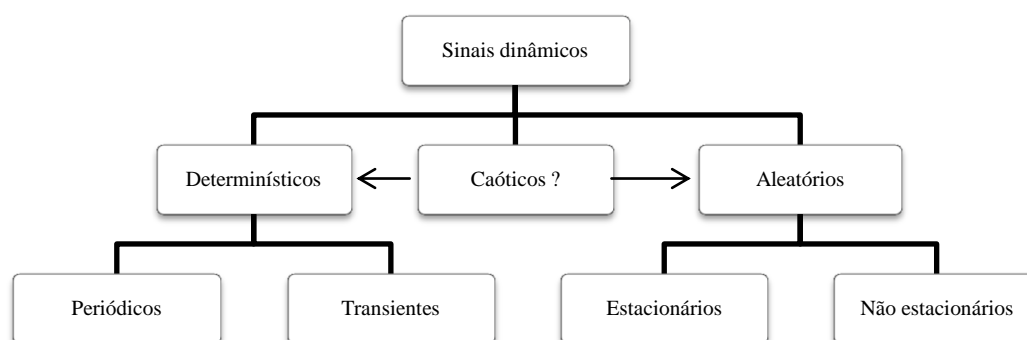 Sinais dinâmicos
Determinísticos
Caóticos ?
Aleatórios
Periódicos
Transientes
Estacionários
Não estacionários